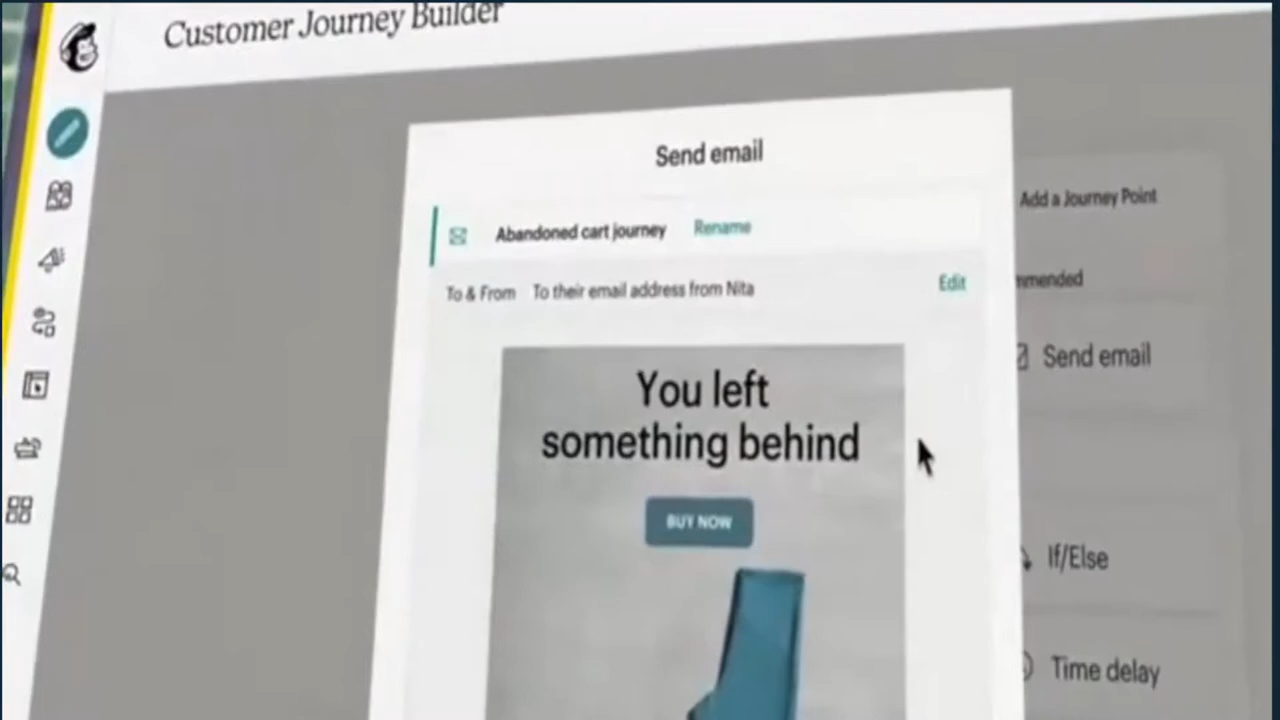 Customer Journey Builder
Send email
Abandoned cart journey Rename
To & From To their email address from Nita Edit
You left
something behind
BUY NOW
Add a Journey Point
Send email
If/Else
Time delay